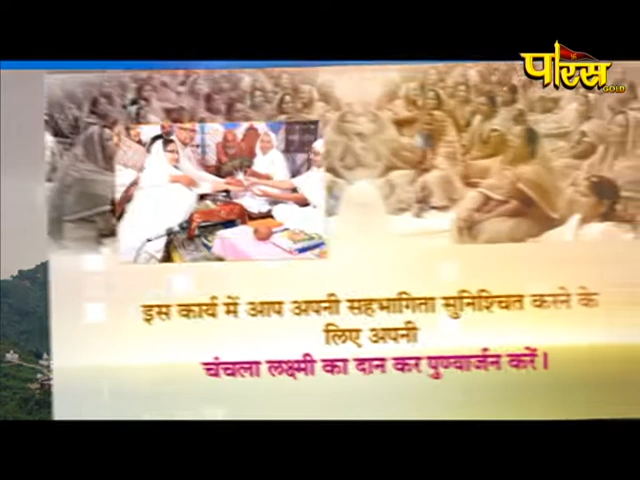 पारस
GOLD
इस कार्य में आप अपनी सहभागिता सुनिश्चित करने के
लिए अपनी
चंचला लक्ष्मी का दान कर पुण्यार्जन करें।